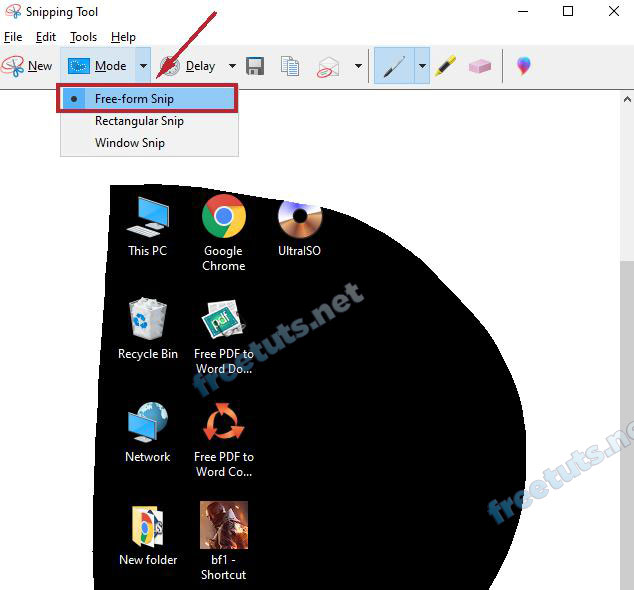 Snipping Tool
File Edit Tools Help
New Mode Delay
Free-form Snip
Rectangular Snip
Window Snip
This PC
Google
Chrome
UltraISO
Recycle Bin
Free PDF to
Word Do...
Network
Free PDF to
Word Co...
New folder
bf1 -
Shortcut
pdf
freetuts.net
freetuts.ne